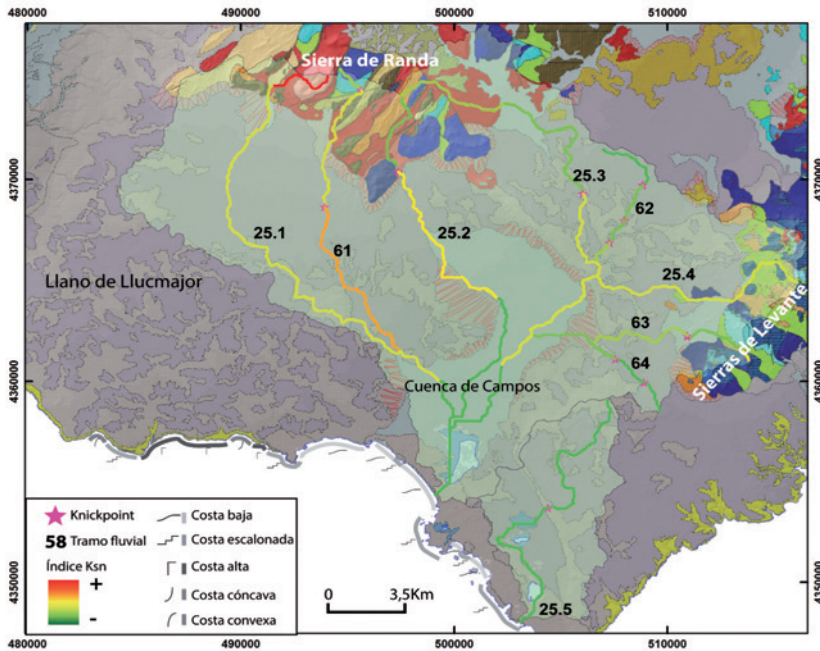 480000 490000 500000 510000
Sierra de Randa
4370000 4370000
25.3
62
25.1 61 25.2
25.4
Llano de Llucmajor
63
Sierras de Levante
64
4360000 4360000
Cuenca de Campos
Knickpoint Costa baja
58 Tramo fluvial Costa escalonada
Índice Ksn Costa alta
+ Costa cóncava
- Costa convexa
0 3,5Km
4350000 4350000
25.5
480000 490000 500000 510000